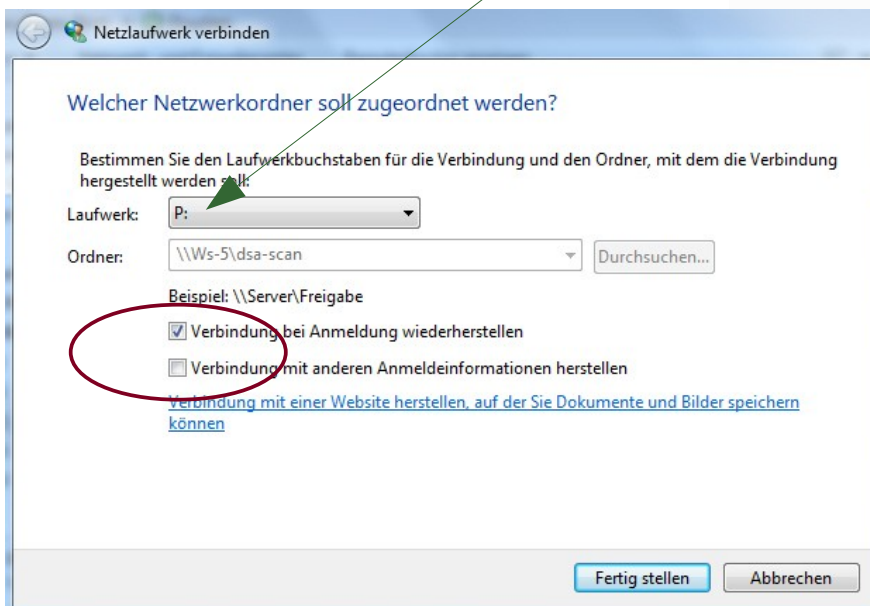 Netzlaufwerk verbinden
Welcher Netzwerkordner soll zugeordnet werden?
Bestimmen Sie den Laufwerkbuchstaben für die Verbindung und den Ordner, mit dem die Verbindung
hergestellt werden soll:
Laufwerk: P:
Ordner: \\Ws-5\dsa-scan Durchsuchen...
Beispiel: \\Server\Freigabe
Verbindung bei Anmeldung wiederherstellen
Verbindung mit anderen Anmeldeinformationen herstellen
Verbindung mit einer Website herstellen, auf der Sie Dokumente und Bilder speichern
können
Fertig stellen Abbrechen